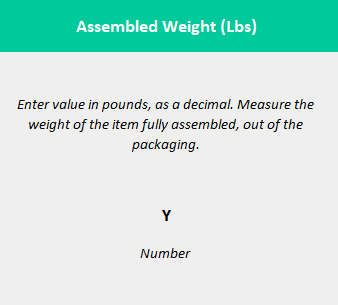 Assembled Weight (Lbs)
Enter value in pounds, as a decimal. Measure the
weight of the item fully assembled, out of the
packaging.
Y
Number